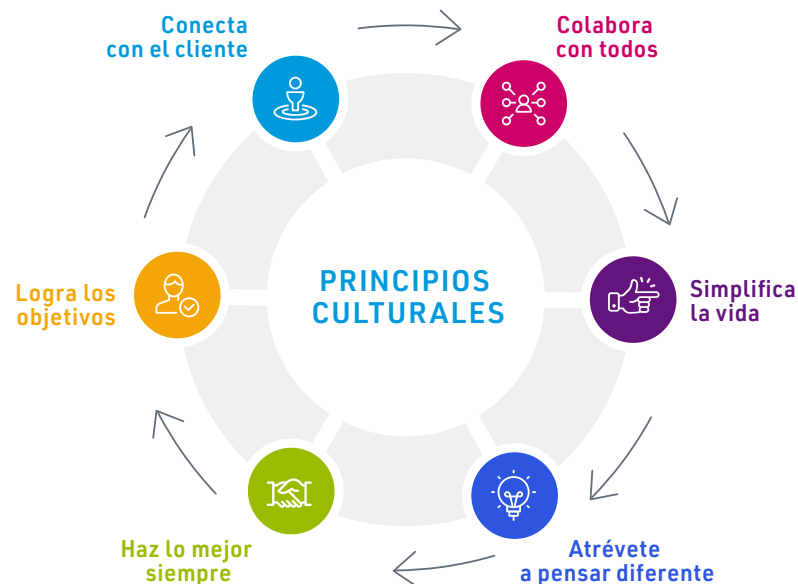 Conecta
con el cliente
Colabora
con todos
Simplifica
la vida
Atrévete
a pensar diferente
Haz lo mejor
siempre
Logra los
objetivos
PRINCIPIOS
CULTURALES